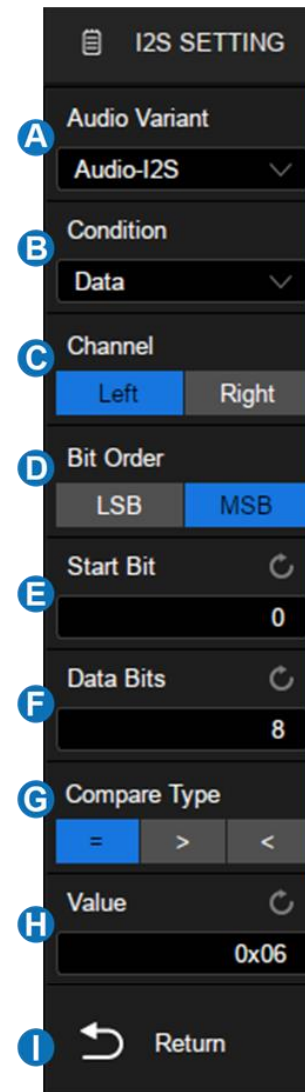 I2S SETTING
A
Audio Variant
Audio-I2S
B
Condition
Data
C
Channel
Left Right
D
Bit Order
LSB MSB
E
Start Bit
0
F
Data Bits
8
G
Compare Type
= > <
H
Value
0x06
I
Return